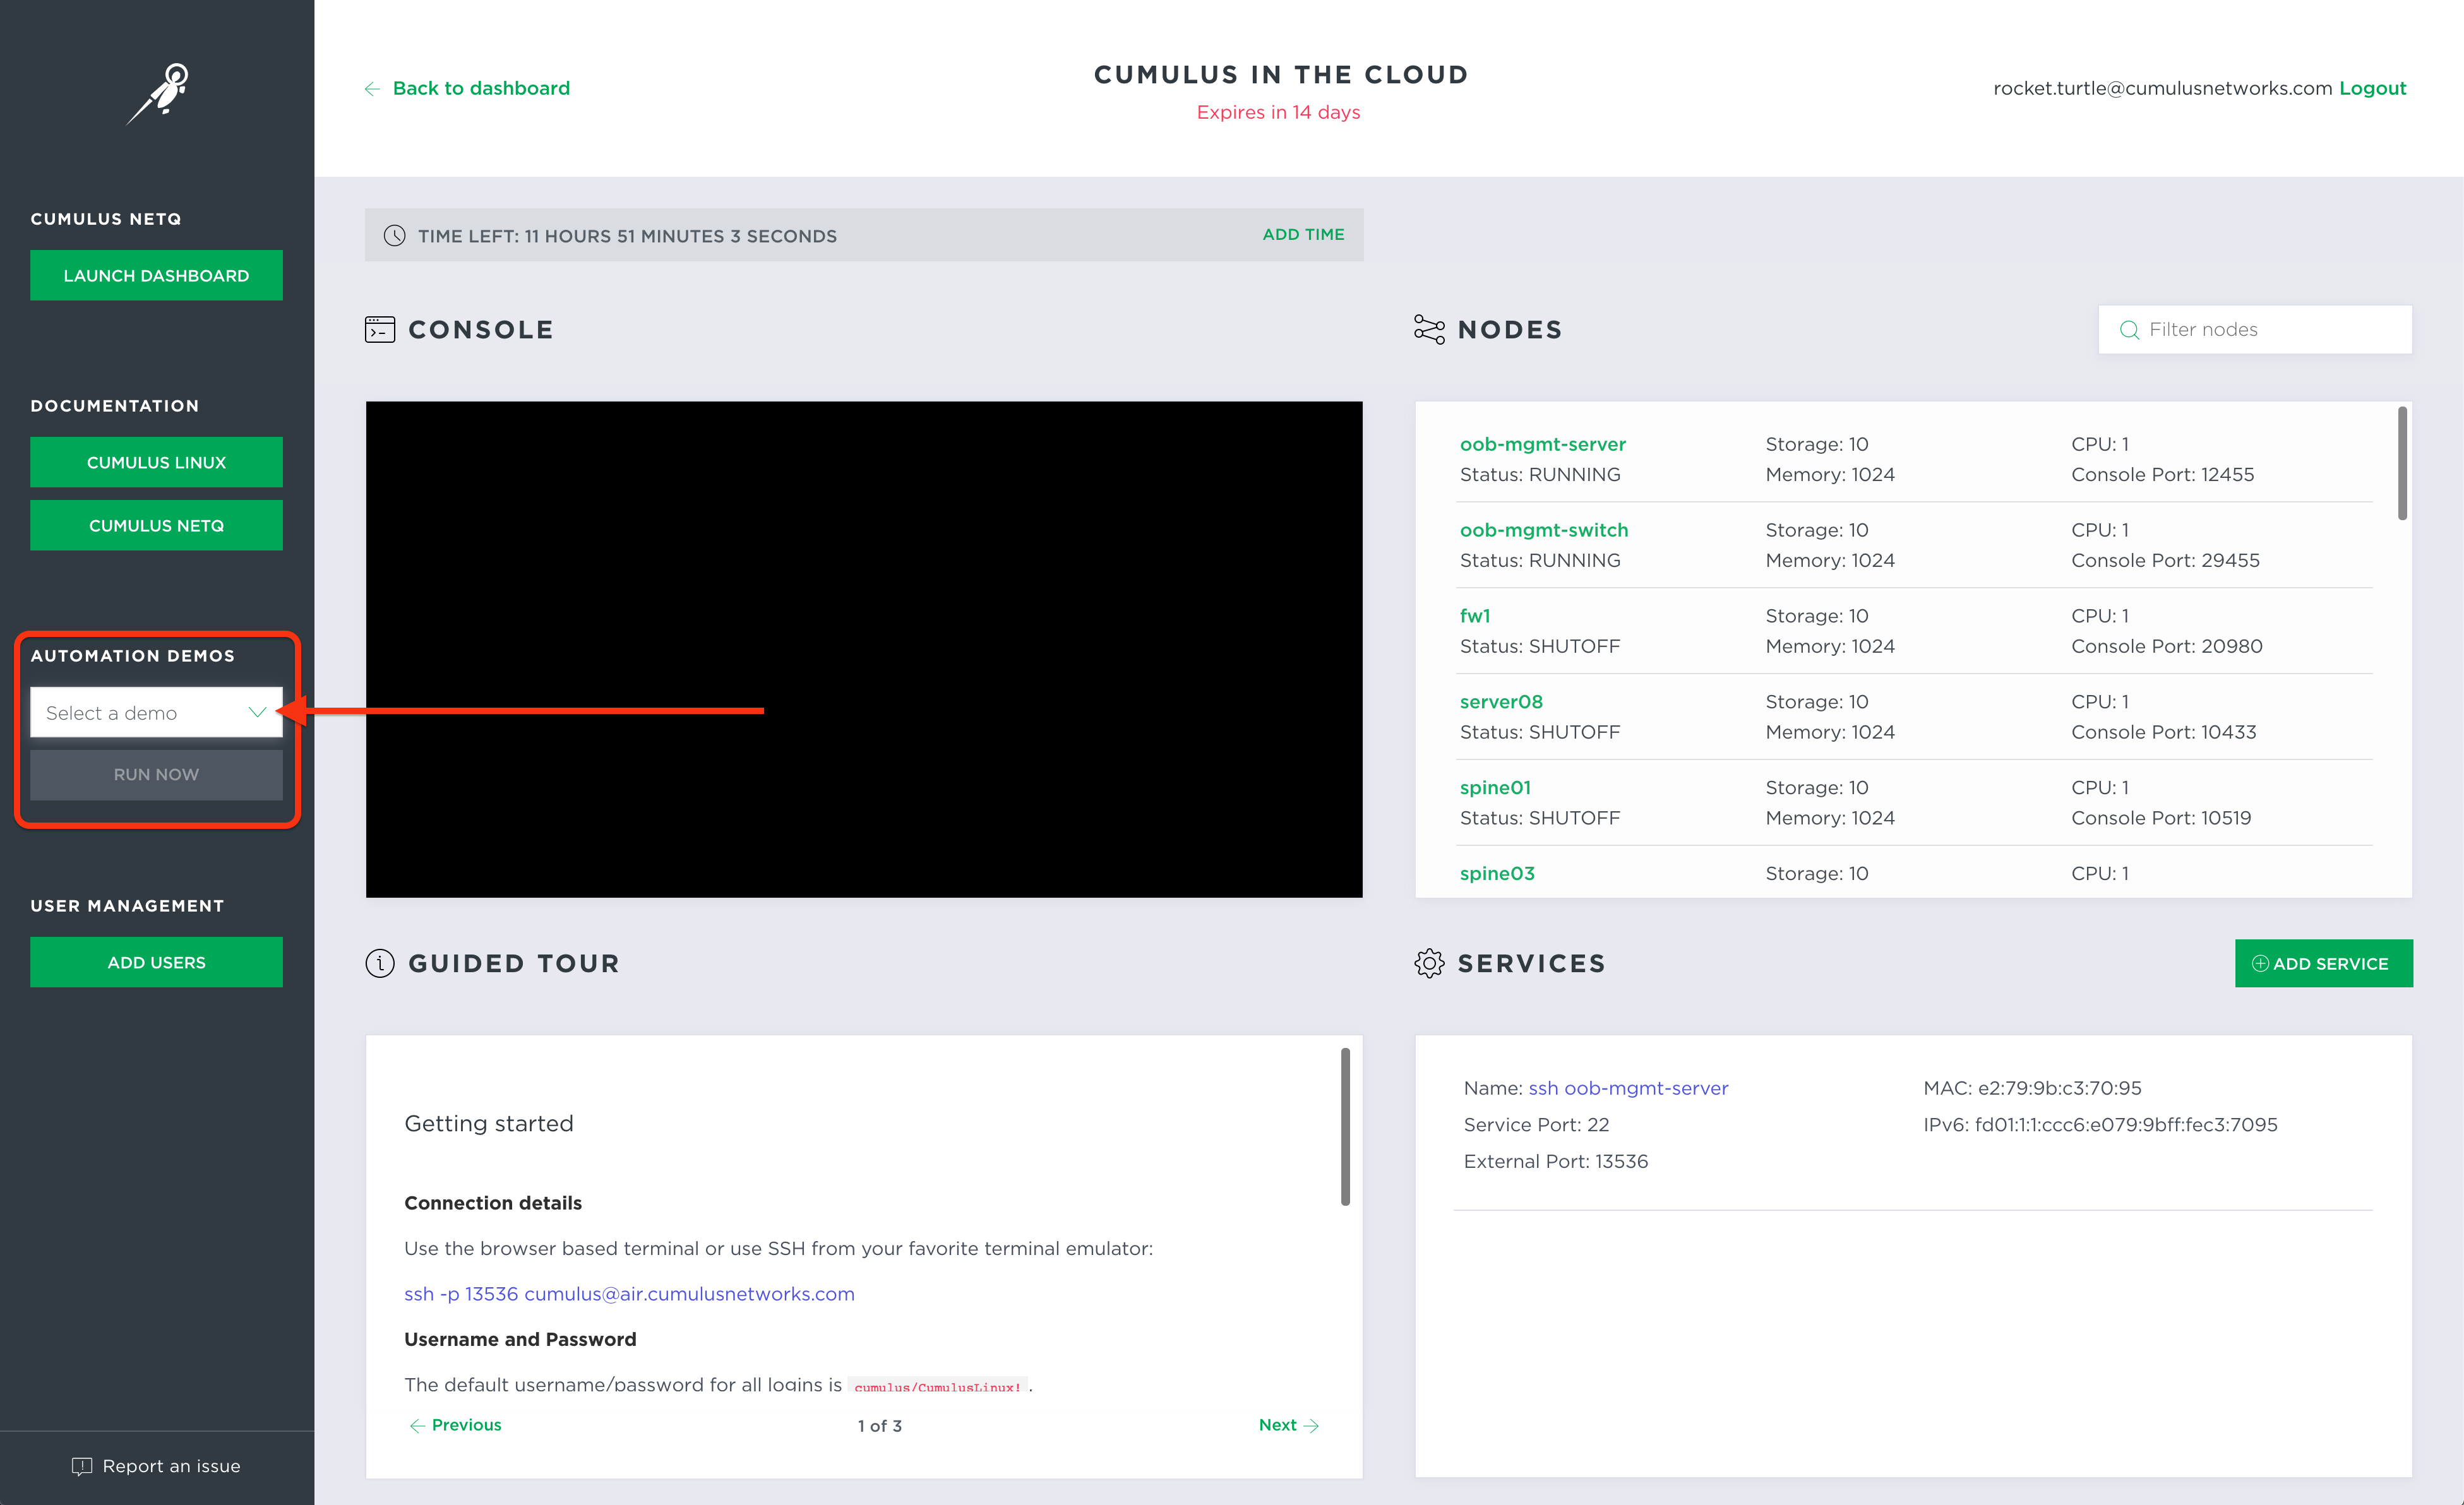 CUMULUS IN THE CLOUD
Expires in 14 days
Back to dashboard
rocket.turtle@cumulusnetworks.com Logout
CUMULUS NETQ
LAUNCH DASHBOARD
DOCUMENTATION
CUMULUS LINUX
CUMULUS NETQ
AUTOMATION DEMOS
Select a demo
RUN NOW
USER MANAGEMENT
ADD USERS
Report an issue
TIME LEFT: 11 HOURS 51 MINUTES 3 SECONDS
ADD TIME
CONSOLE
NODES
Filter nodes
oob-mgmt-server Storage: 10 CPU: 1
Status: RUNNING Memory: 1024 Console Port: 12455
oob-mgmt-switch Storage: 10 CPU: 1
Status: RUNNING Memory: 1024 Console Port: 29455
fw1 Storage: 10 CPU: 1
Status: SHUTOFF Memory: 1024 Console Port: 20980
server08 Storage: 10 CPU: 1
Status: SHUTOFF Memory: 1024 Console Port: 10433
spine01 Storage: 10 CPU: 1
Status: SHUTOFF Memory: 1024 Console Port: 10519
spine03 Storage: 10 CPU: 1
GUIDED TOUR
Getting started
Connection details
Use the browser based terminal or use SSH from your favorite terminal emulator:
ssh -p 13536 cumulus@air.cumulusnetworks.com
Username and Password
The default username/password for all logins is cumulus/CumulusLinux!.
Previous
1 of 3
Next
SERVICES
ADD SERVICE
Name: ssh oob-mgmt-server MAC: e2:79:9b:c3:70:95
Service Port: 22 IPv6: fd01:1:1:ccc6:e079:9bff:fec3:7095
External Port: 13536